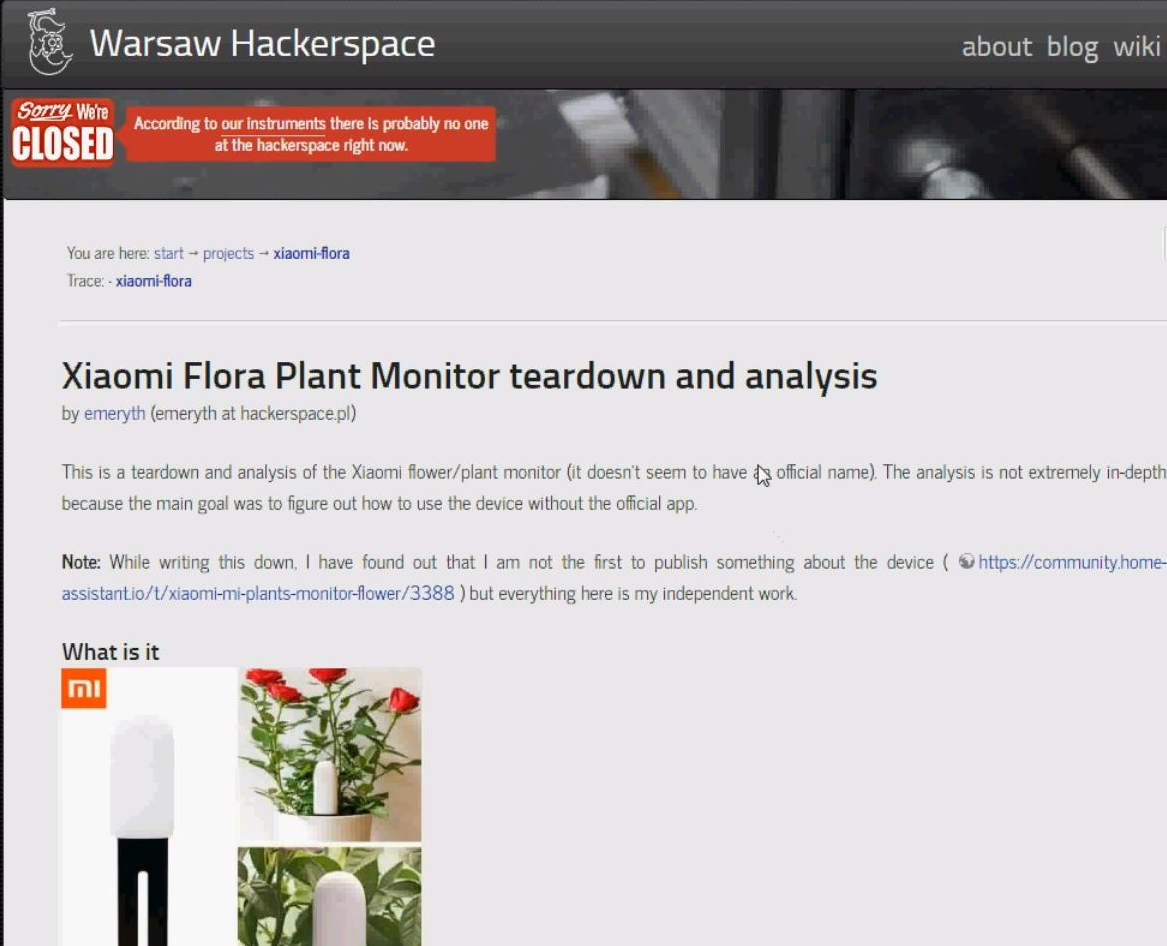 Warsaw Hackerspace
about blog wiki
Sorry We're
CLOSED
According to our instruments there is probably no one
at the hackerspace right now.
You are here: start → projects → xiaomi-flora
Trace: · xiaomi-flora
Xiaomi Flora Plant Monitor teardown and analysis
by emeryth (emeryth at hackerspace.pl)
This is a teardown and analysis of the Xiaomi flower/plant monitor (it doesn't seem to have an official name). The analysis is not extremely in-depth
because the main goal was to figure out how to use the device without the official app.
Note: While writing this down, I have found out that I am not the first to publish something about the device ( https://community.home-
assistant.io/t/xiaomi-mi-plants-monitor-flower/3388 ) but everything here is my independent work.
What is it
mi